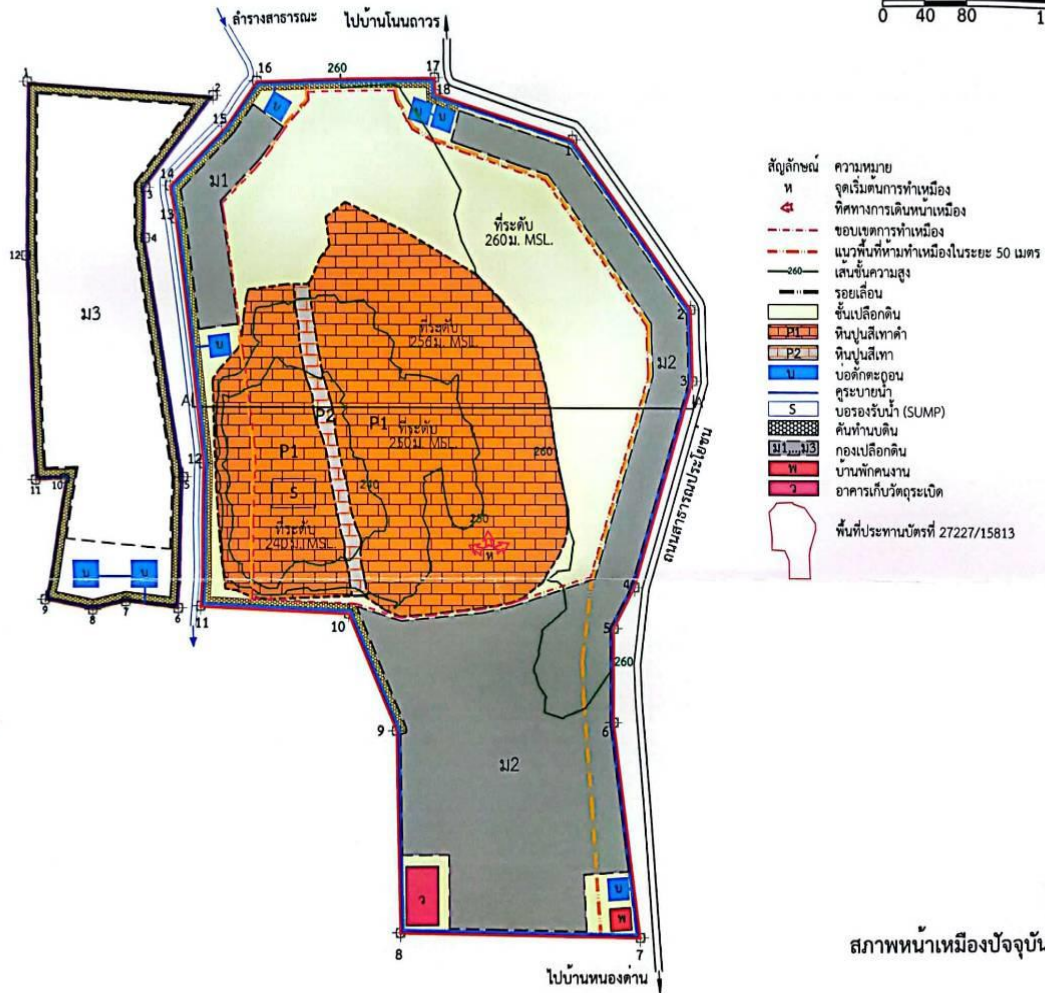 ลำรางสาธารณะ
ไปบ้านโนนถาวร
0 40 80
1
2
16
260
17
18
15
14
13
3
4
12
1
บ
บ
บ
ม1
ม3
ที่ระดับ
260 ม. MSL.
2
ม2
3
บ
A
P2
P1
ที่ระดับ
250 ม. MSL.
P1
260
12
S
240
250
ที่ระดับ
240 ม. MSL.
ห
11
10
5
ถนนสาธารณประโยชน์
บ
บ
9
8
7
6
11
10
4
5
260
9
6
ม2
ว
บ
พ
8
7
ไปบ้านหนองด่าน
สัญลักษณ์ ความหมาย
ห จุดเริ่มต้นการทำเหมือง
ทิศทางการเดินหน้าเหมือง
ขอบเขตการทำเหมือง
แนวพื้นที่ห้ามทำเหมืองในระยะ 50 เมตร
260 เส้นชั้นความสูง
รอยเลื่อน
ชั้นเปลือกดิน
P1 หินปูนสีเทาดำ
P2 หินปูนสีเทา
บ บ่อดักตะกอน
คูระบายน้ำ
S บ่อรองรับน้ำ (SUMP)
คันทำนบดิน
ม1,...,ม3 กองเปลือกดิน
พ บ้านพักคนงาน
ว อาคารเก็บวัตถุระเบิด
พื้นที่ประทานบัตรที่ 27227/15813
สภาพหน้าเหมืองปัจจุบัน